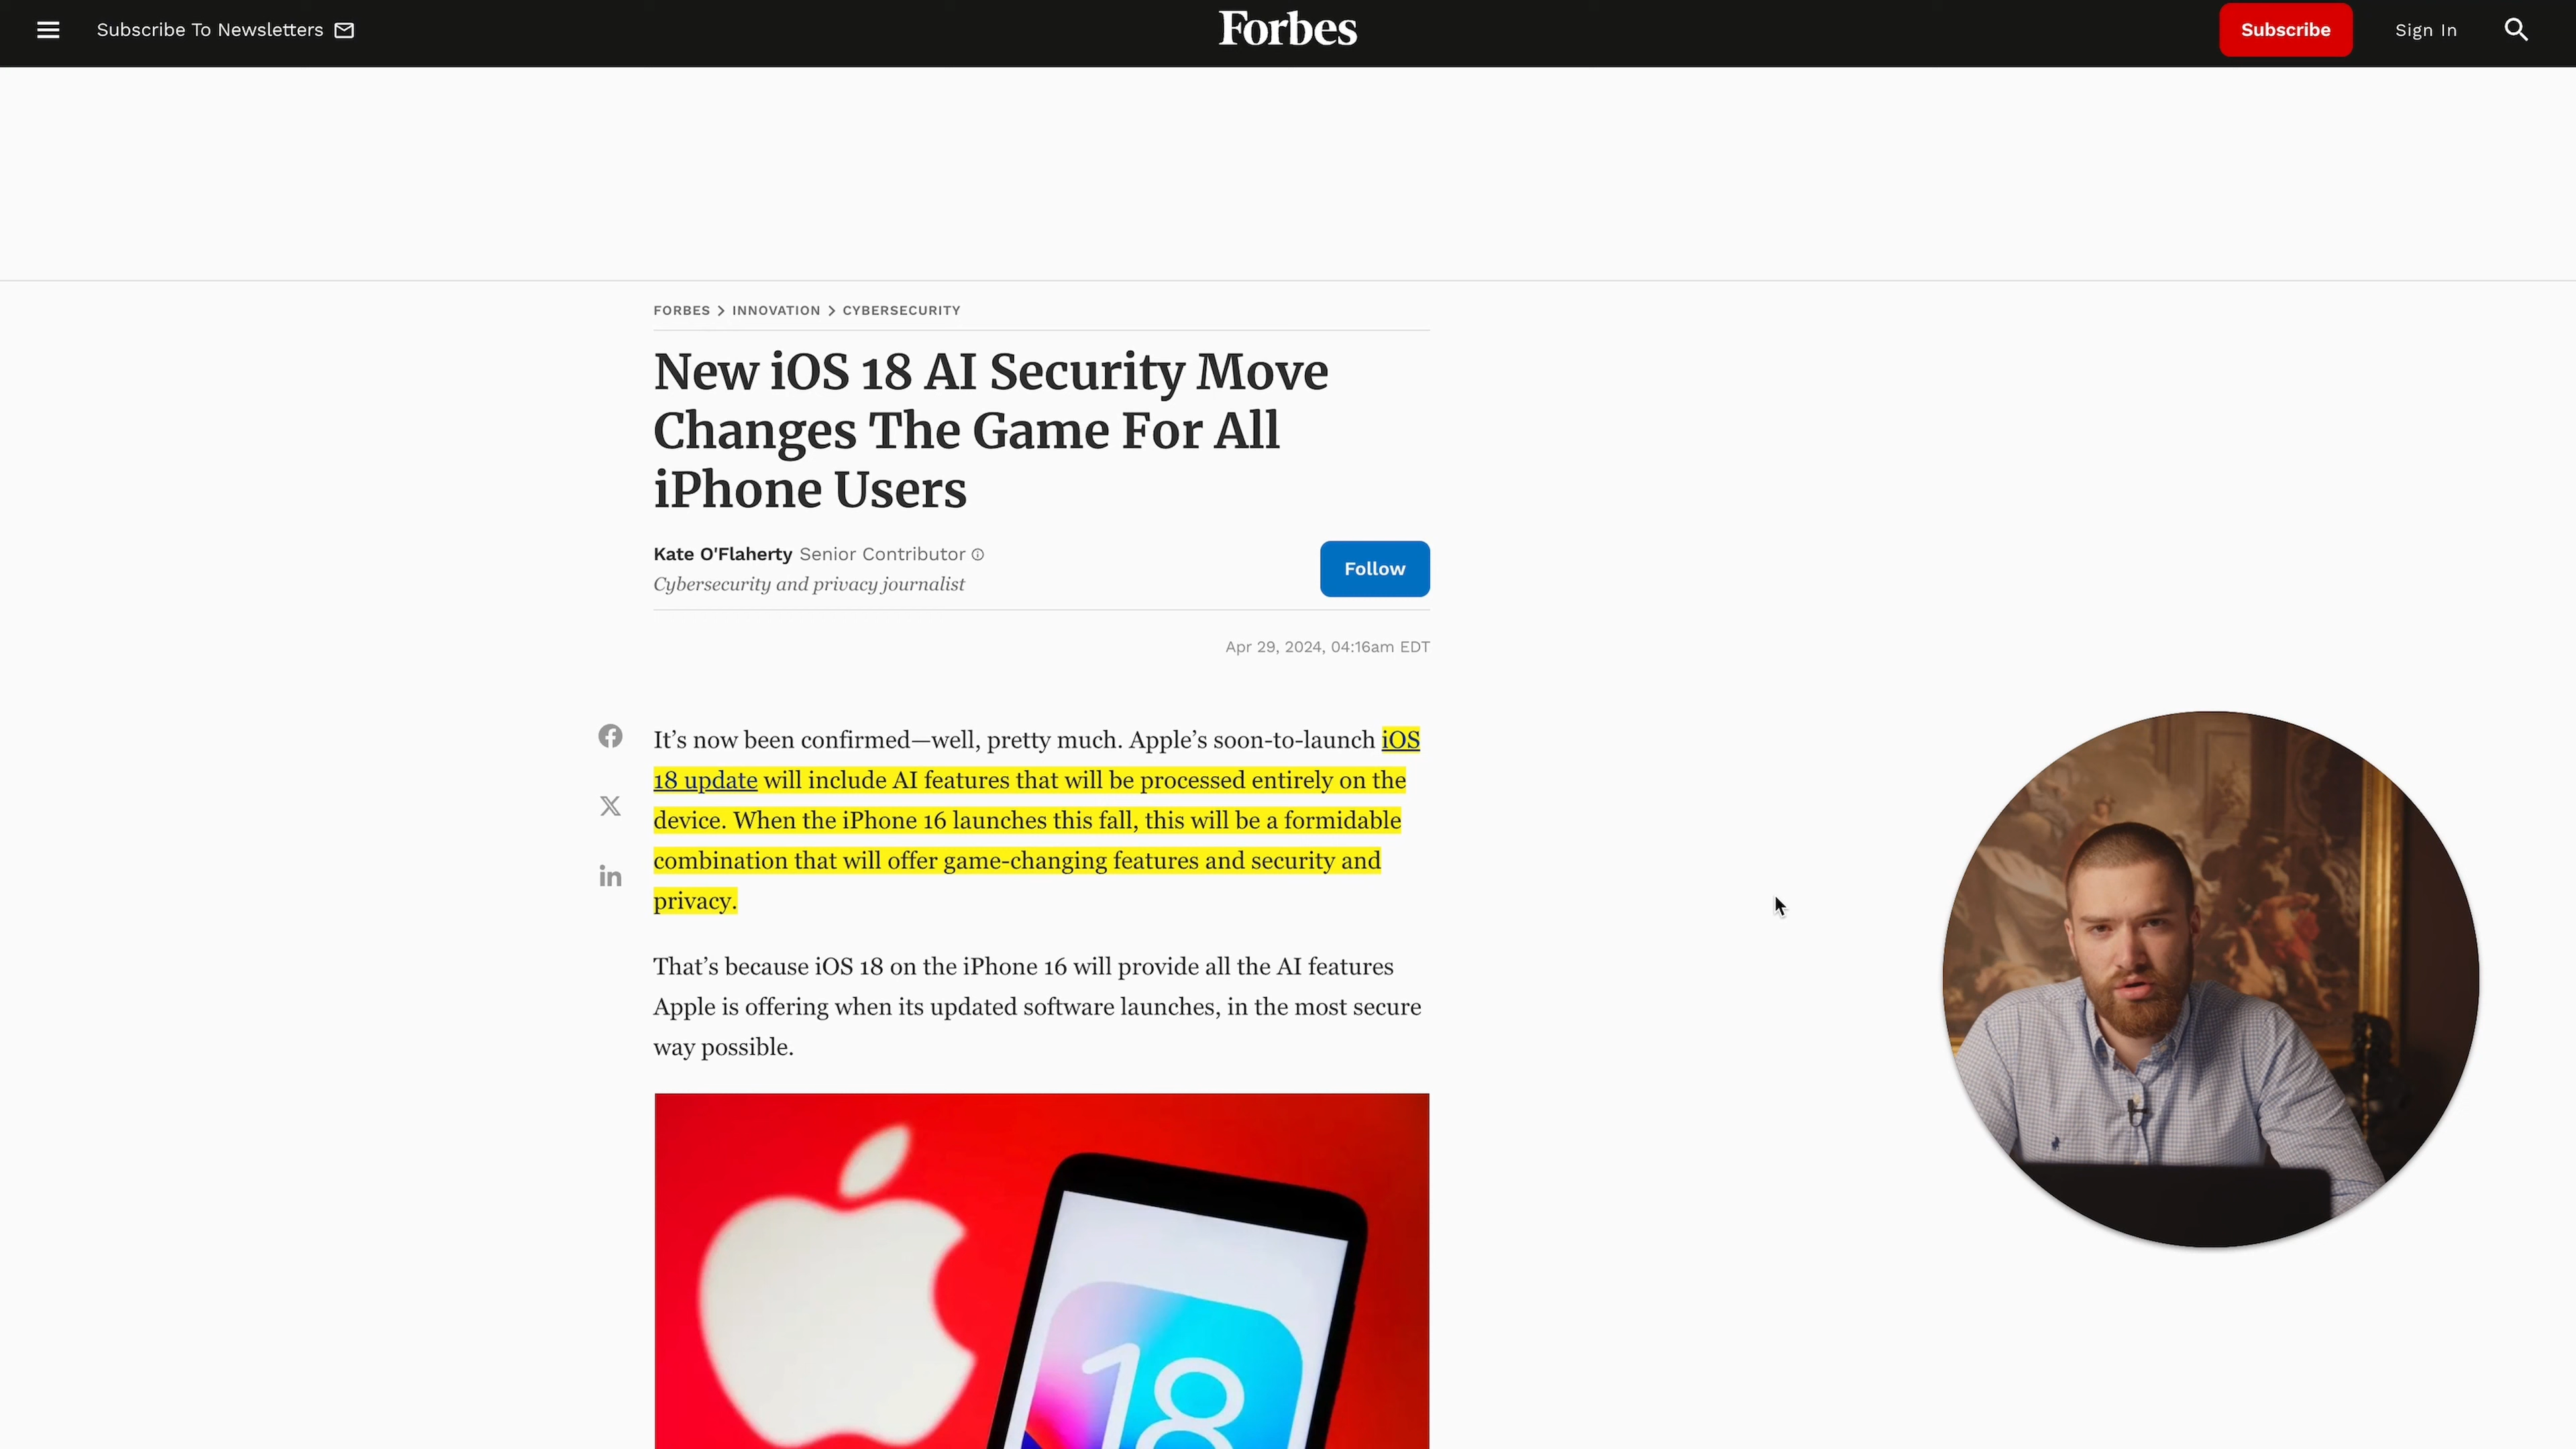 Subscribe To Newsletters
Forbes
Subscribe
Sign In
FORBES > INNOVATION > CYBERSECURITY
New iOS 18 AI Security Move
Changes The Game For All
iPhone Users
Kate O'Flaherty Senior Contributor
Cybersecurity and privacy journalist
Follow
Apr 29, 2024, 04:16am EDT
It’s now been confirmed—well, pretty much. Apple’s soon-to-launch iOS
18 update will include AI features that will be processed entirely on the
device. When the iPhone 16 launches this fall, this will be a formidable
combination that will offer game-changing features and security and
privacy.
That’s because iOS 18 on the iPhone 16 will provide all the AI features
Apple is offering when its updated software launches, in the most secure
way possible.
18